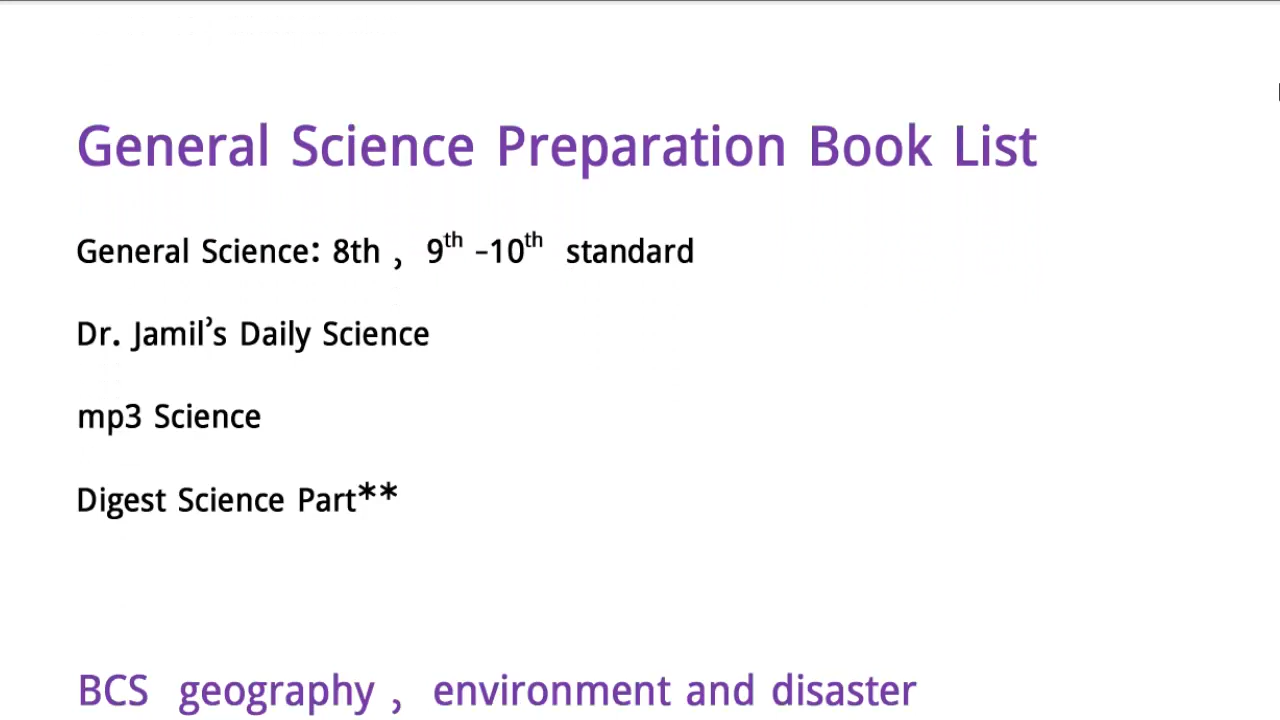 General Science Preparation Book List
General Science: 8th , 9th -10th standard
Dr. Jamil’s Daily Science
mp3 Science
Digest Science Part**
BCS geography , environment and disaster